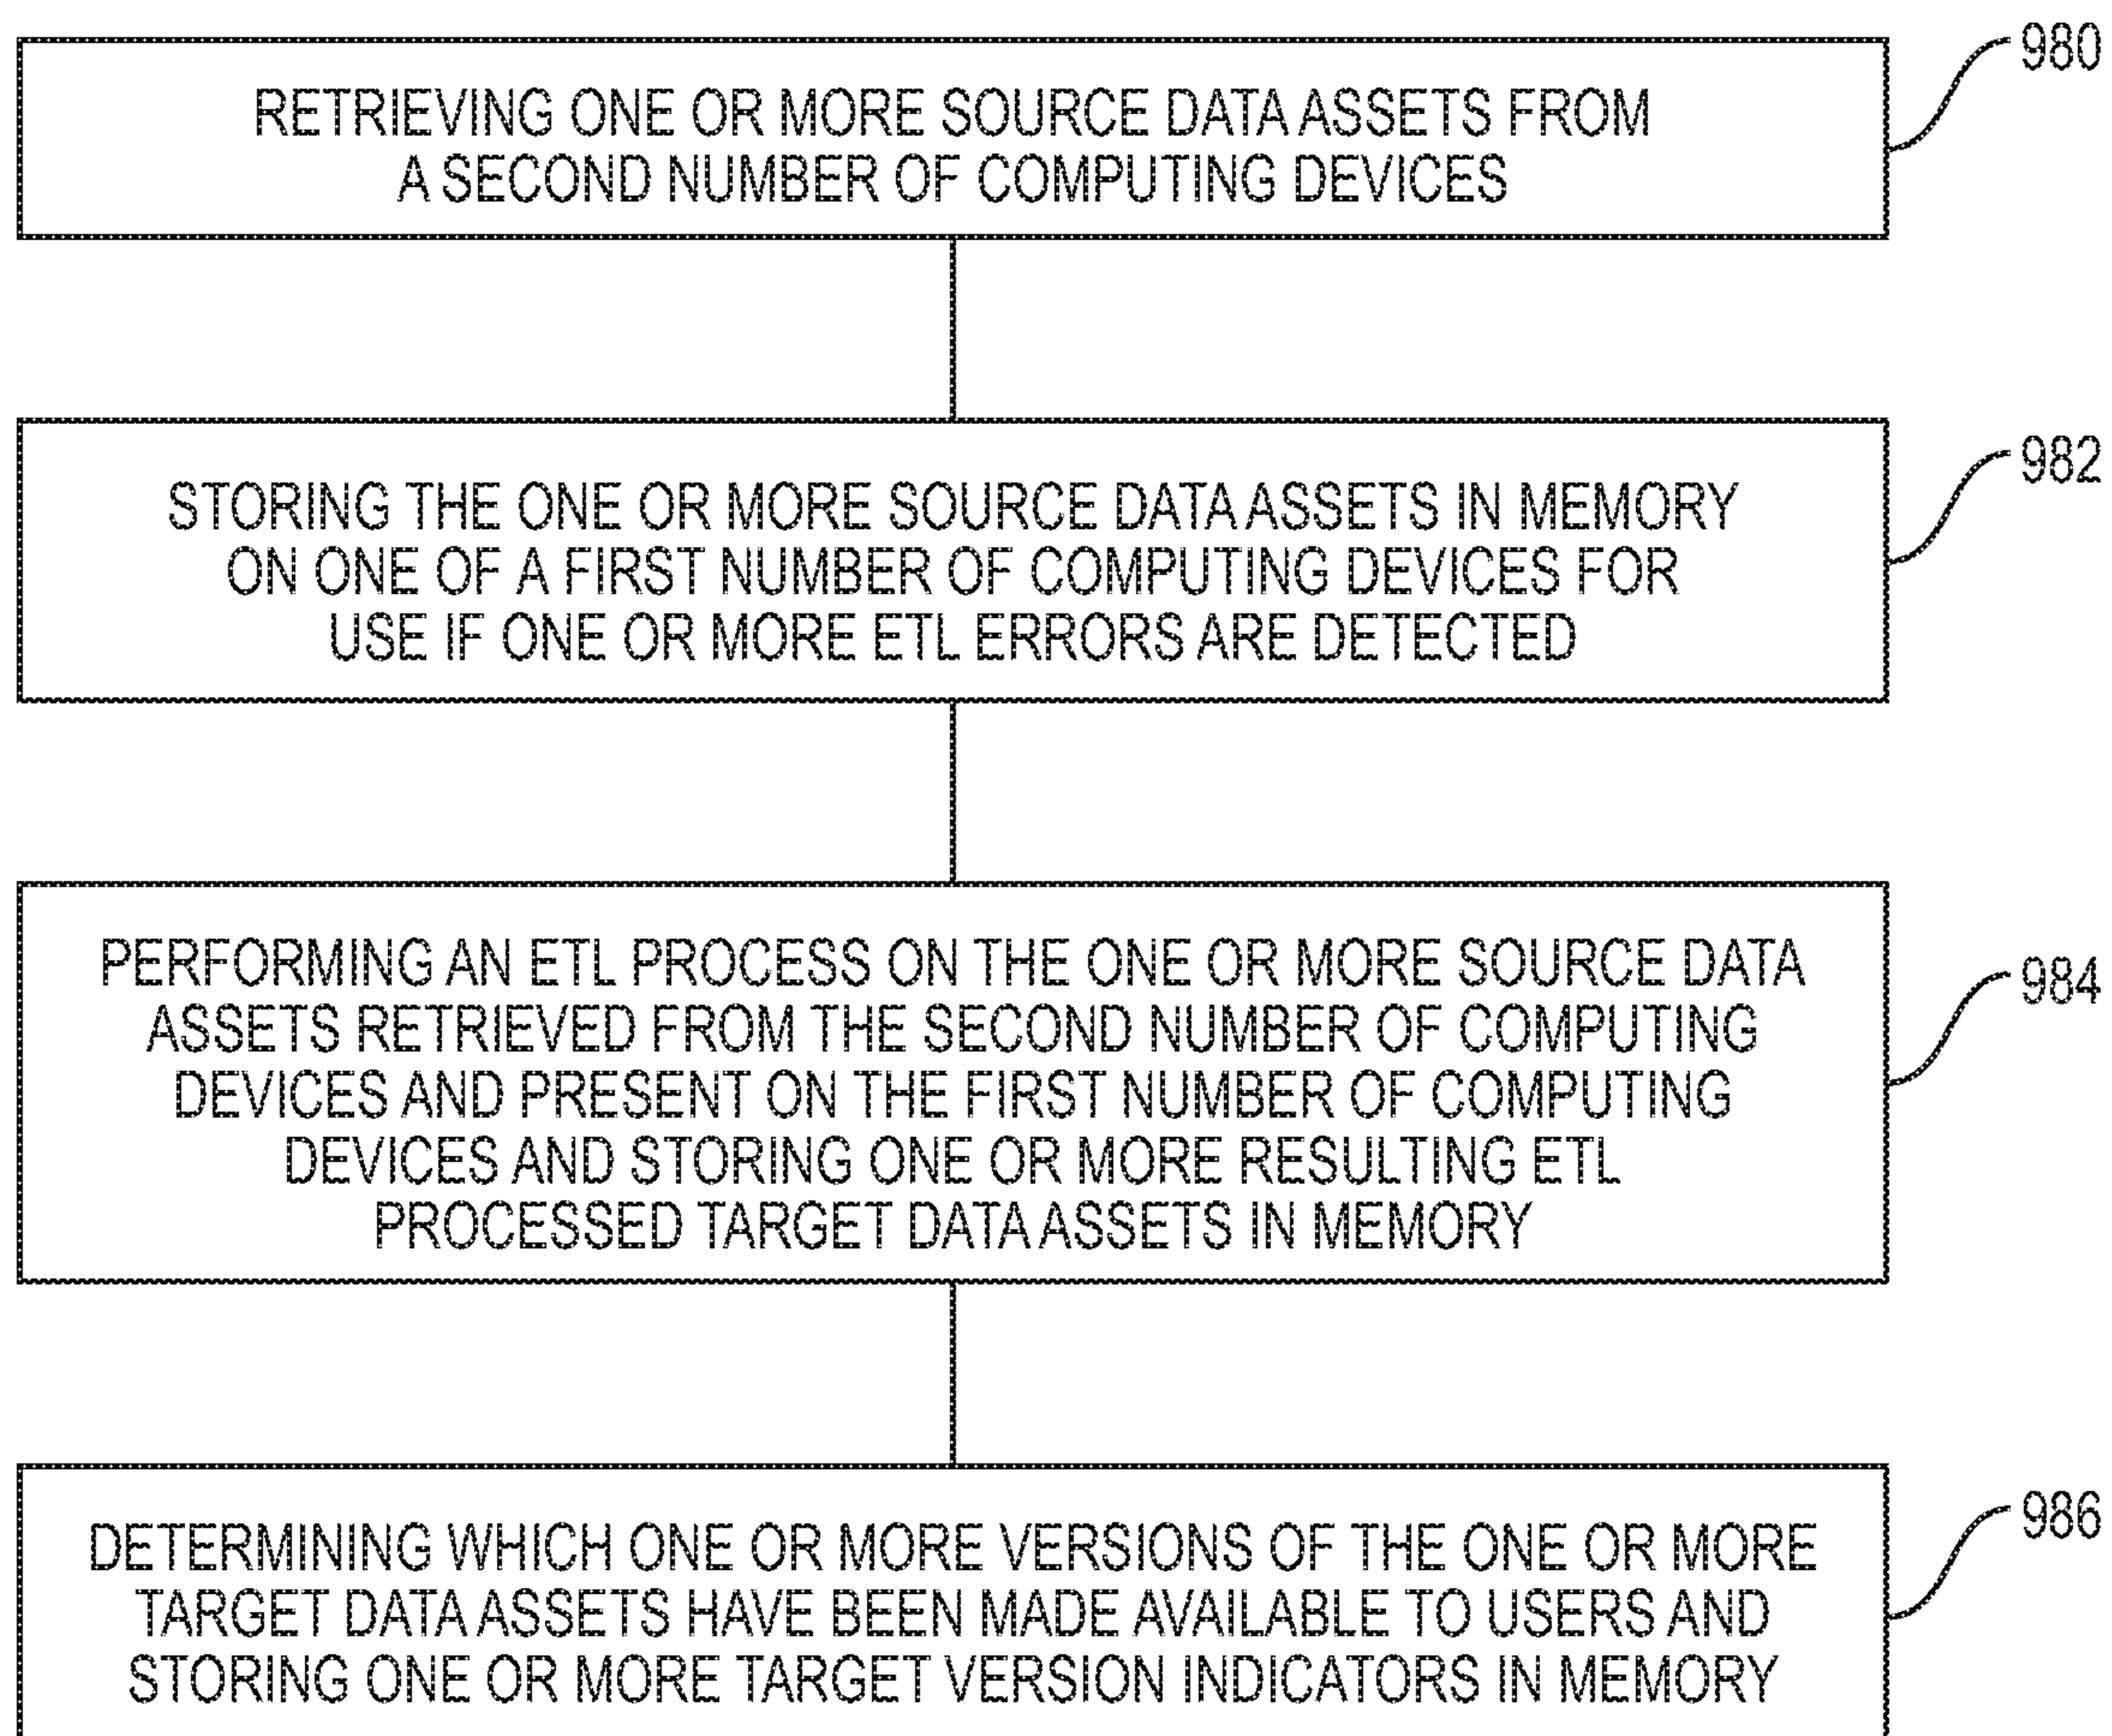 980
RETRIEVING ONE OR MORE SOURCE DATA ASSETS FROM
A SECOND NUMBER OF COMPUTING DEVICES
982
STORING THE ONE OR MORE SOURCE DATA ASSETS IN MEMORY
ON ONE OF A FIRST NUMBER OF COMPUTING DEVICES FOR
USE IF ONE OR MORE ETL ERRORS ARE DETECTED
984
PERFORMING AN ETL PROCESS ON THE ONE OR MORE SOURCE DATA
ASSETS RETRIEVED FROM THE SECOND NUMBER OF COMPUTING
DEVICES AND PRESENT ON THE FIRST NUMBER OF COMPUTING
DEVICES AND STORING ONE OR MORE RESULTING ETL
PROCESSED TARGET DATA ASSETS IN MEMORY
986
DETERMINING WHICH ONE OR MORE VERSIONS OF THE ONE OR MORE
TARGET DATA ASSETS HAVE BEEN MADE AVAILABLE TO USERS AND
STORING ONE OR MORE TARGET VERSION INDICATORS IN MEMORY